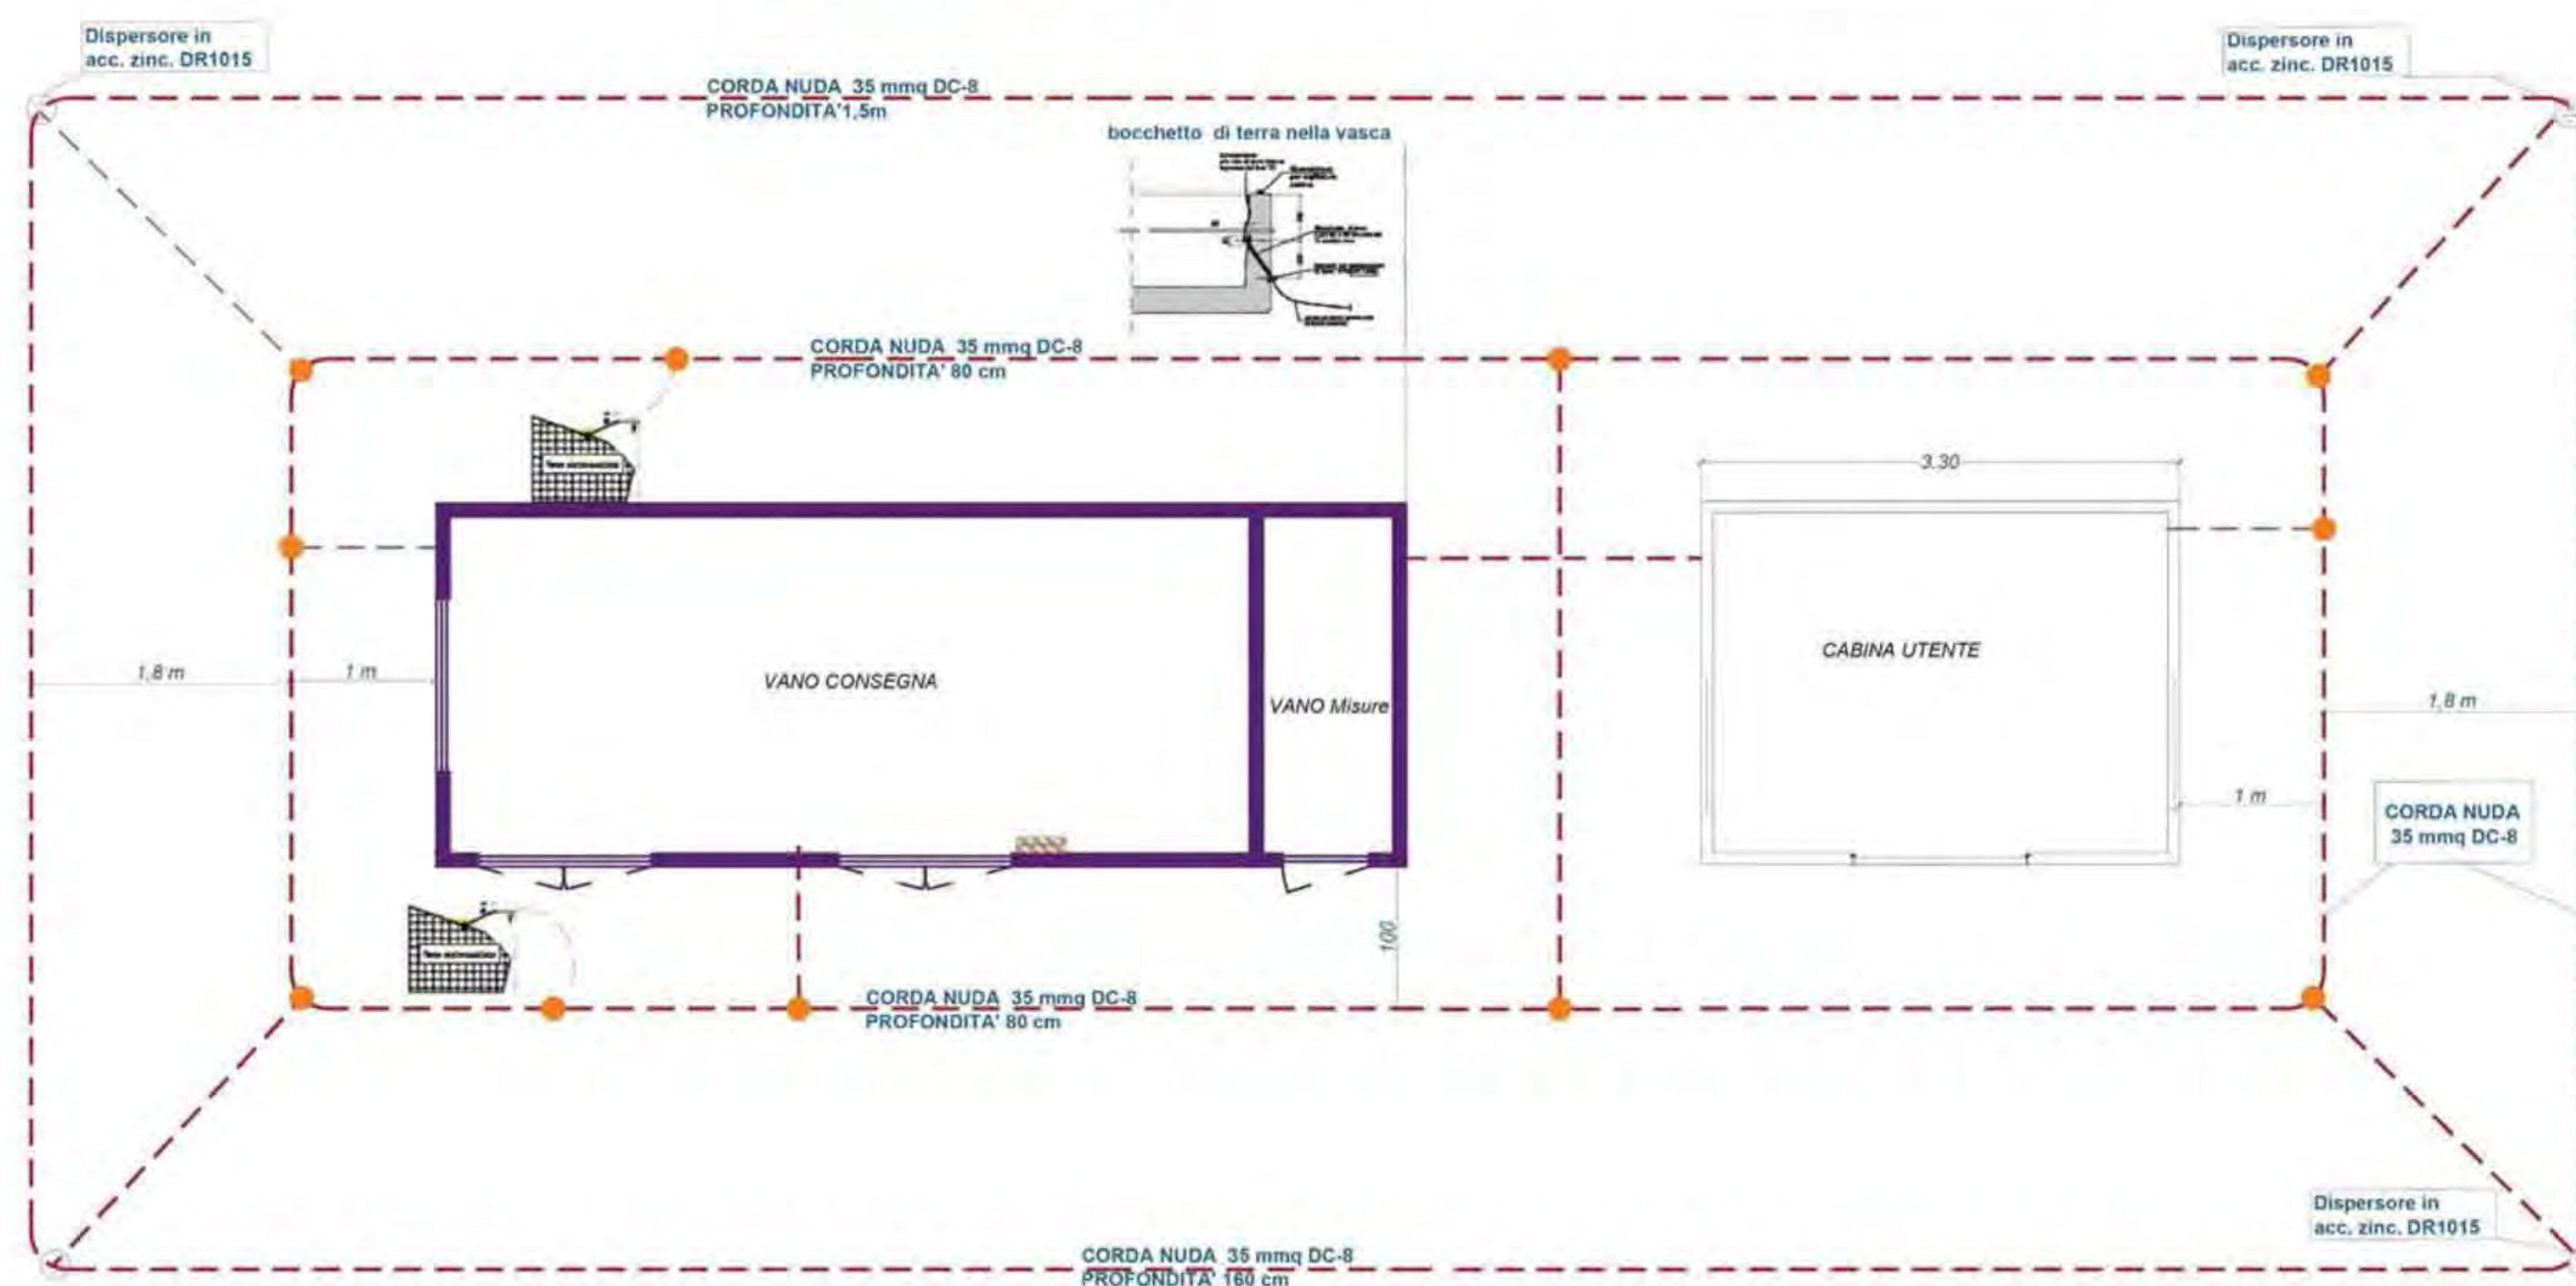 Dispersore in
acc. zinc. DR1015
Dispersore in
acc. zinc. DR1015
CORDA NUDA 35 mmq DC-8
PROFONDITA'1,5m
bocchetto di terra nella vasca
CORDA NUDA 35 mmq DC-8
PROFONDITA' 80 cm
3.30
1,8 m
1 m
VANO CONSEGNA
VANO Misure
CABINA UTENTE
1,8 m
1 m
CORDA NUDA
35 mmq DC-8
100
CORDA NUDA 35 mmq DC-8
PROFONDITA' 80 cm
Dispersore in
acc. zinc. DR1015
CORDA NUDA 35 mmq DC-8
PROFONDITA' 160 cm